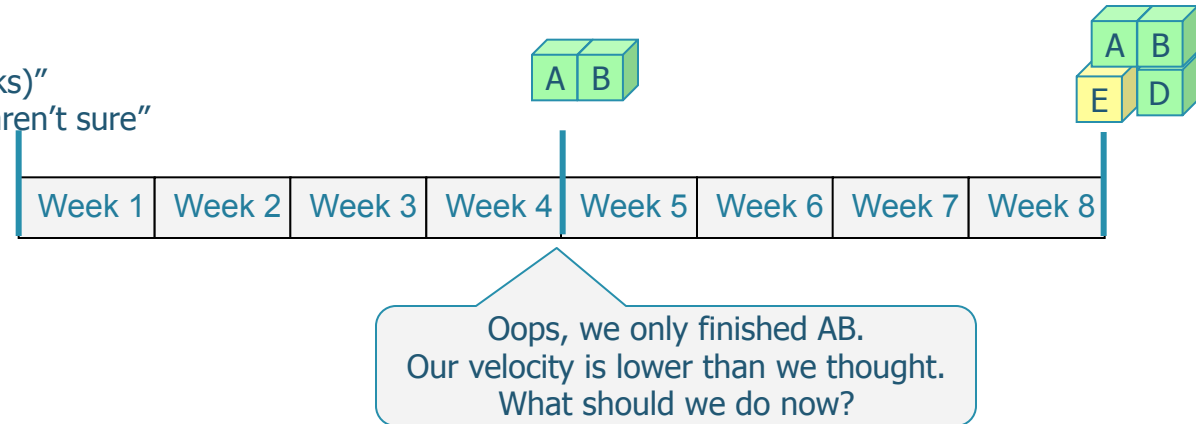 A B
A B
E D
ks)”
aren’t sure”
Week 1 Week 2 Week 3 Week 4 Week 5 Week 6 Week 7 Week 8
Oops, we only finished AB.
Our velocity is lower than we thought.
What should we do now?